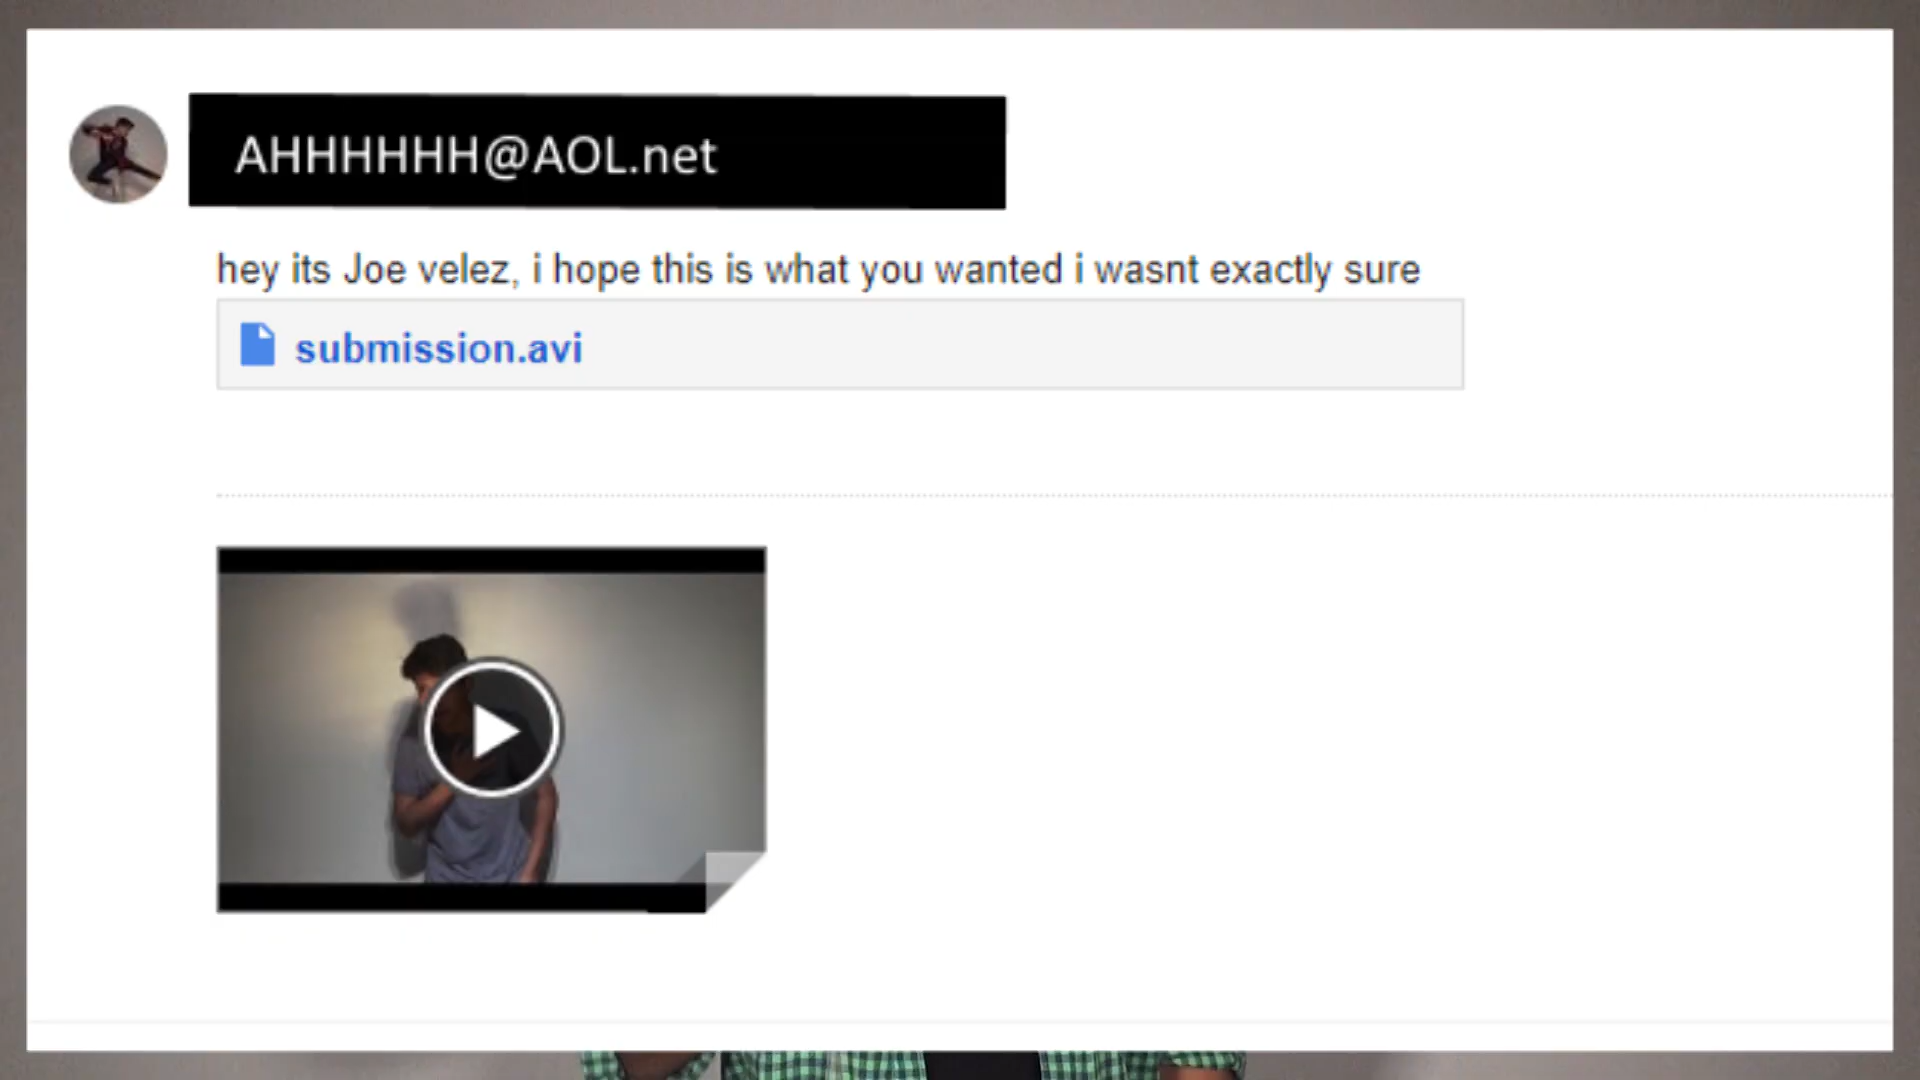 AHHHHHH@AOL.net
hey its Joe velez, i hope this is what you wanted i wasnt exactly sure
submission.avi